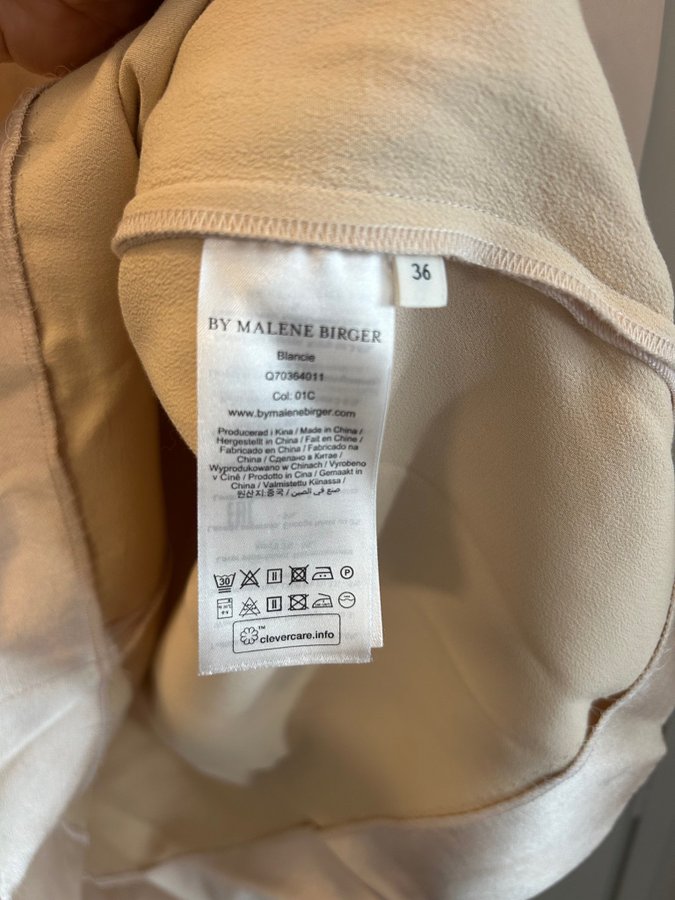 36
BY MALENE BIRGER
Blancie
Q70364011
Col: 01C
www.bymalenebirger.com
Producerad i Kina / Made in China /
Hergestellt in China / Fait en Chine /
Fabricado en China / Fabricado na
China / Сделано в Китае /
Wyprodukowano w Chinach / Vyrobeno
v Číně / Prodotto in Cina / Gemaakt in
China / Valmistettu Kiinassa /
원산지:중국 / صنع في الصين
30
P
clevercare.info